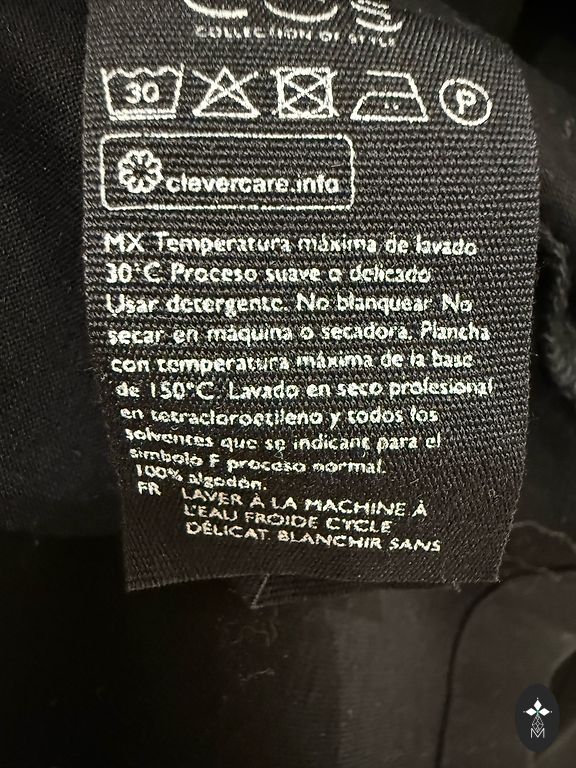 COS
COLLECTION OF STYLE
30
P
clevercare.info
MX Temperatura máxima de lavado
30°C Proceso suave o delicado.
Usar detergente. No blanquear. No
secar en máquina o secadora. Plancha
con temperatura máxima de la base
de 150°C. Lavado en seco profesional
en tetracloroetileno y todos los
solventes que se indican para el
símbolo F proceso normal.
100% algodón.
FR LAVER À LA MACHINE À
L'EAU FROIDE CYCLE
DÉLICAT. BLANCHIR SANS
M